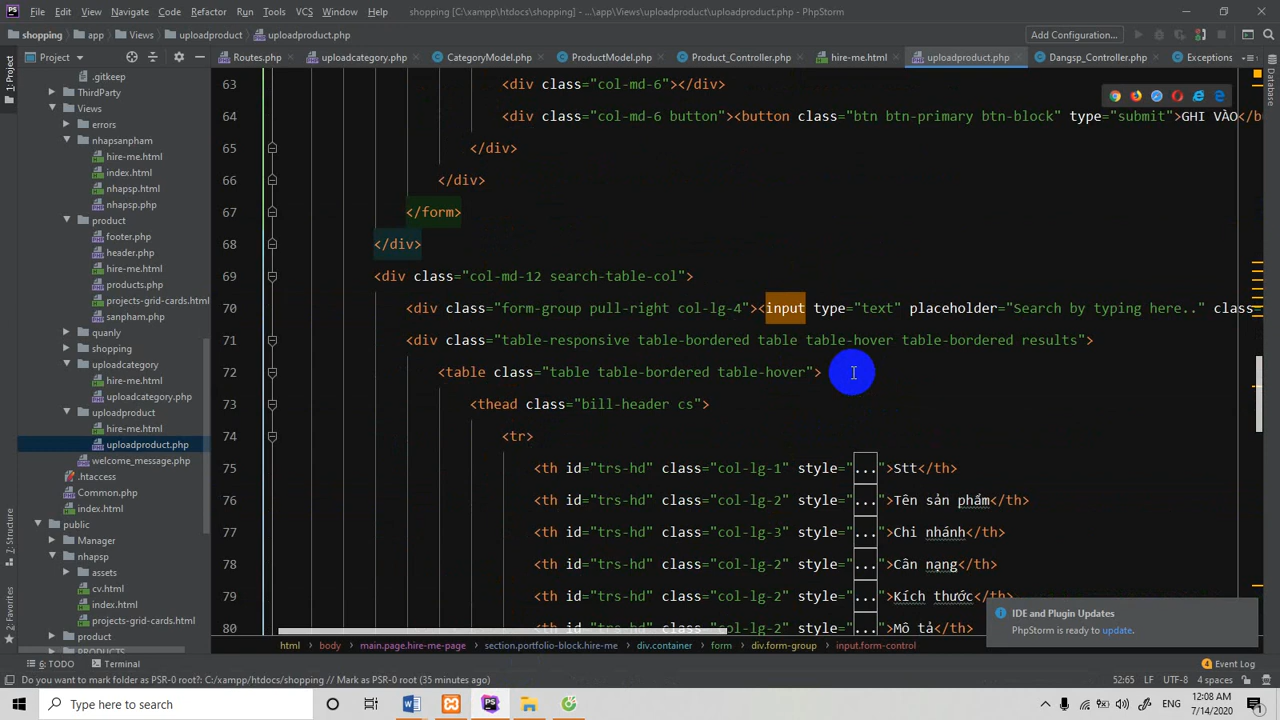 File Edit View Navigate Code Refactor Run Tools VCS Window Help shopping [C:\xampp\htdocs\shopping] - ...\app\Views\uploadproduct.php - PhpStorm
shopping app Views uploadproduct uploadproduct.php Add Configuration...
Project Routes.php uploadcategory.php CategoryModel.php ProductModel.php Product_Controller.php hire-me.html uploadproduct.php Dangsp_Controller.php Exceptions
1: Project
Database
7: Structure
2: Favorites
.gitkeep
ThirdParty
Views
errors
nhapsanpham
hire-me.html
index.html
nhapsp.html
nhapsp.php
product
footer.php
header.php
hire-me.html
products.php
projects-grid-cards.html
sanpham.php
quanly
shopping
uploadcategory
hire-me.html
uploadcategory.php
uploadproduct
hire-me.html
uploadproduct.php
welcome_message.php
.htaccess
Common.php
index.html
public
Manager
nhapsp
assets
cv.html
index.html
projects-grid-cards.html
product
PRODUCTS
63 <div class="col-md-6"></div>
64 <div class="col-md-6 button"><button class="btn btn-primary btn-block" type="submit">GHI VÀO</b
65 </div>
66 </div>
67 </form>
68 </div>
69 <div class="col-md-12 search-table-col">
70 <div class="form-group pull-right col-lg-4"><input type="text" placeholder="Search by typing here.." class=
71 <div class="table-responsive table-bordered table table-hover table-bordered results">
72 <table class="table table-bordered table-hover">
73 <thead class="bill-header cs">
74 <tr>
75 <th id="trs-hd" class="col-lg-1" style="...">Stt</th>
76 <th id="trs-hd" class="col-lg-2" style="...">Tên sản phẩm</th>
77 <th id="trs-hd" class="col-lg-3" style="...">Chi nhánh</th>
78 <th id="trs-hd" class="col-lg-2" style="...">Cân nạng</th>
79 <th id="trs-hd" class="col-lg-2" style="...">Kích thước</th>
80 <th id="trs-hd" class="col-lg-2" style="...">Mô tả</th>
IDE and Plugin Updates
PhpStorm is ready to update.
html body main.page.hire-me-page section.portfolio-block.hire-me div.container form div.form-group input.form-control
6: TODO Terminal Event Log
Do you want to mark folder as PSR-0 root?: C:/xampp/htdocs/shopping // Mark as PSR-0 (35 minutes ago) 52:65 LF UTF-8 4 spaces
Type here to search
ENG
12:08 AM
7/14/2020